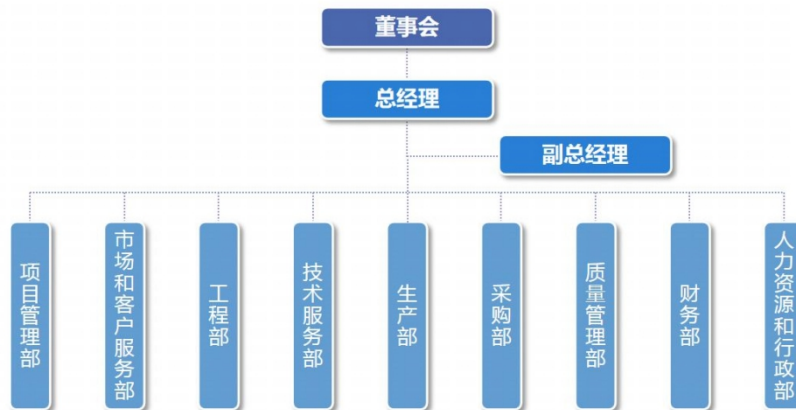 董事会
总经理
副总经理
项目管理部
市场和客户服务部
工程部
技术服务部
生产部
采购部
质量管理部
财务部
人力资源和行政部